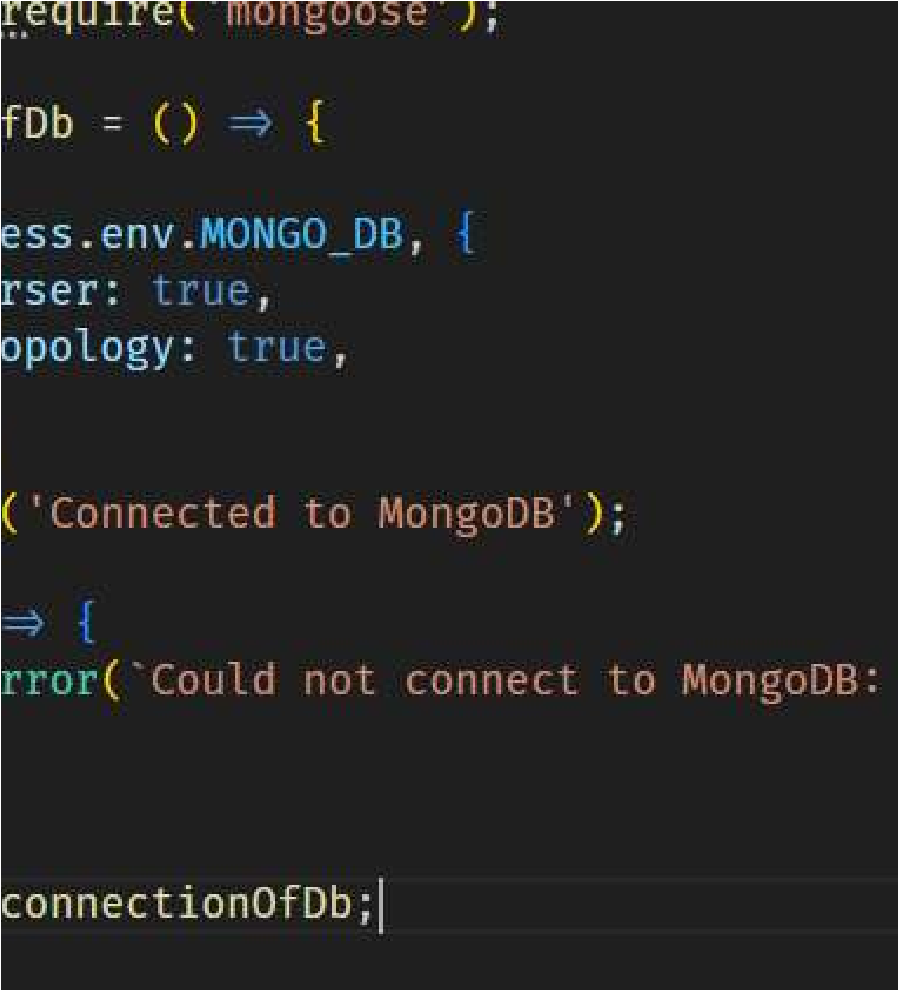 require('mongoose');
fDb = () => {
ess.env.MONGO_DB, {
rser: true,
opology: true,
('Connected to MongoDB');
=> {
rror(`Could not connect to MongoDB:
connectionOfDb;